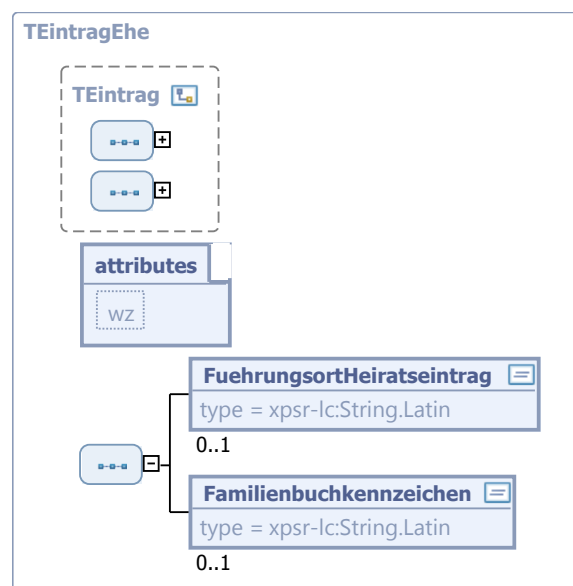 TEintragEhe
TEintrag
attributes
wz
FuehrungsortHeiratseintrag
type = xpsr-lc:String.Latin
0..1
Familienbuchkennzeichen
type = xpsr-lc:String.Latin
0..1